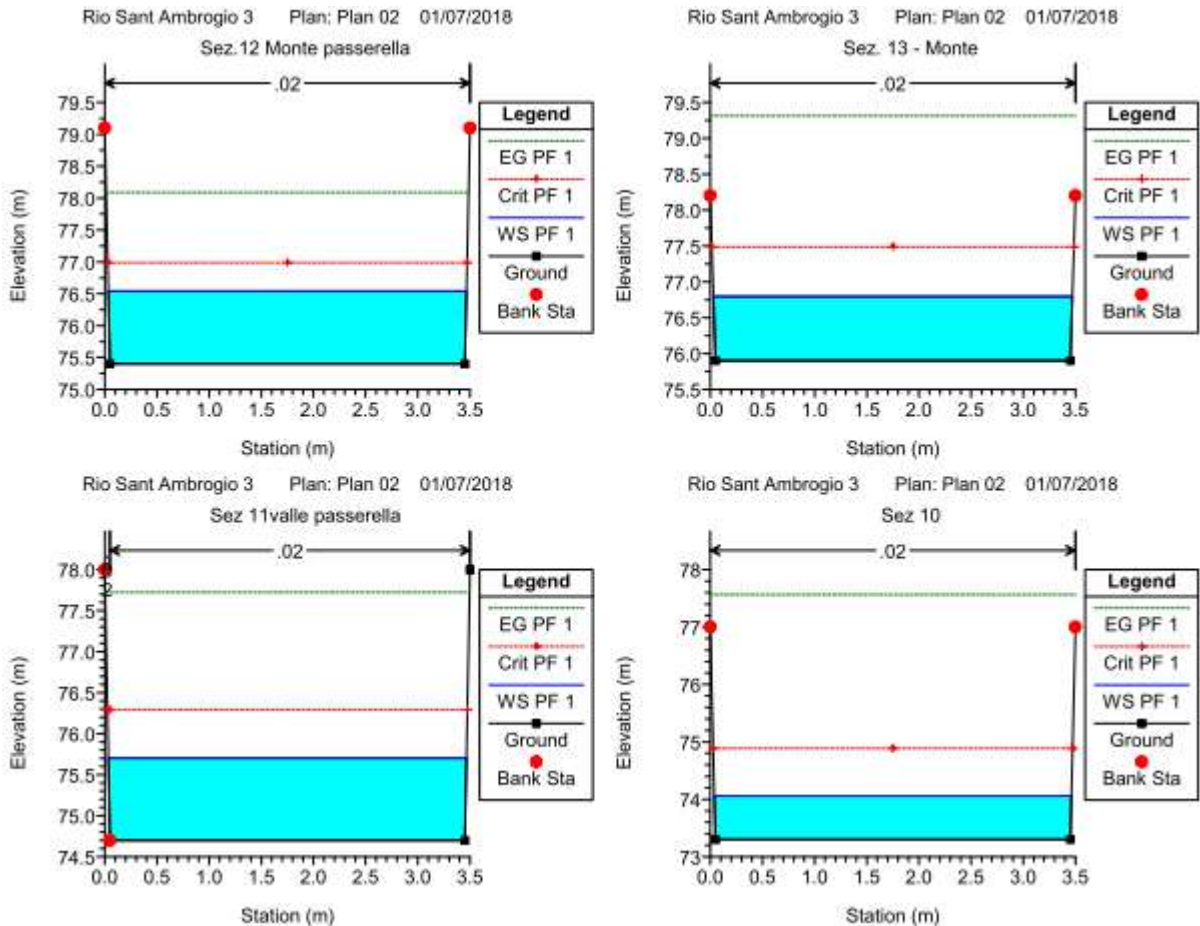 Rio Sant Ambrogio 3 Plan: Plan 02 01/07/2018
Sez.12 Monte passerella
.02
79.5
79.0
78.5
78.0
77.5
77.0
76.5
76.0
75.5
75.0
Elevation (m)
0.0 0.5 1.0 1.5 2.0 2.5 3.0 3.5
Station (m)
Legend
EG PF 1
Crit PF 1
WS PF 1
Ground
Bank Sta
Rio Sant Ambrogio 3 Plan: Plan 02 01/07/2018
Sez. 13 - Monte
.02
79.5
79.0
78.5
78.0
77.5
77.0
76.5
76.0
75.5
Elevation (m)
0.0 0.5 1.0 1.5 2.0 2.5 3.0 3.5
Station (m)
Legend
EG PF 1
Crit PF 1
WS PF 1
Ground
Bank Sta
Rio Sant Ambrogio 3 Plan: Plan 02 01/07/2018
Sez 11valle passerella
.02
2
78.0
77.5
77.0
76.5
76.0
75.5
75.0
74.5
Elevation (m)
0.0 0.5 1.0 1.5 2.0 2.5 3.0 3.5
Station (m)
Legend
EG PF 1
Crit PF 1
WS PF 1
Ground
Bank Sta
Rio Sant Ambrogio 3 Plan: Plan 02 01/07/2018
Sez 10
.02
78
77
76
75
74
73
Elevation (m)
0.0 0.5 1.0 1.5 2.0 2.5 3.0 3.5
Station (m)
Legend
EG PF 1
Crit PF 1
WS PF 1
Ground
Bank Sta